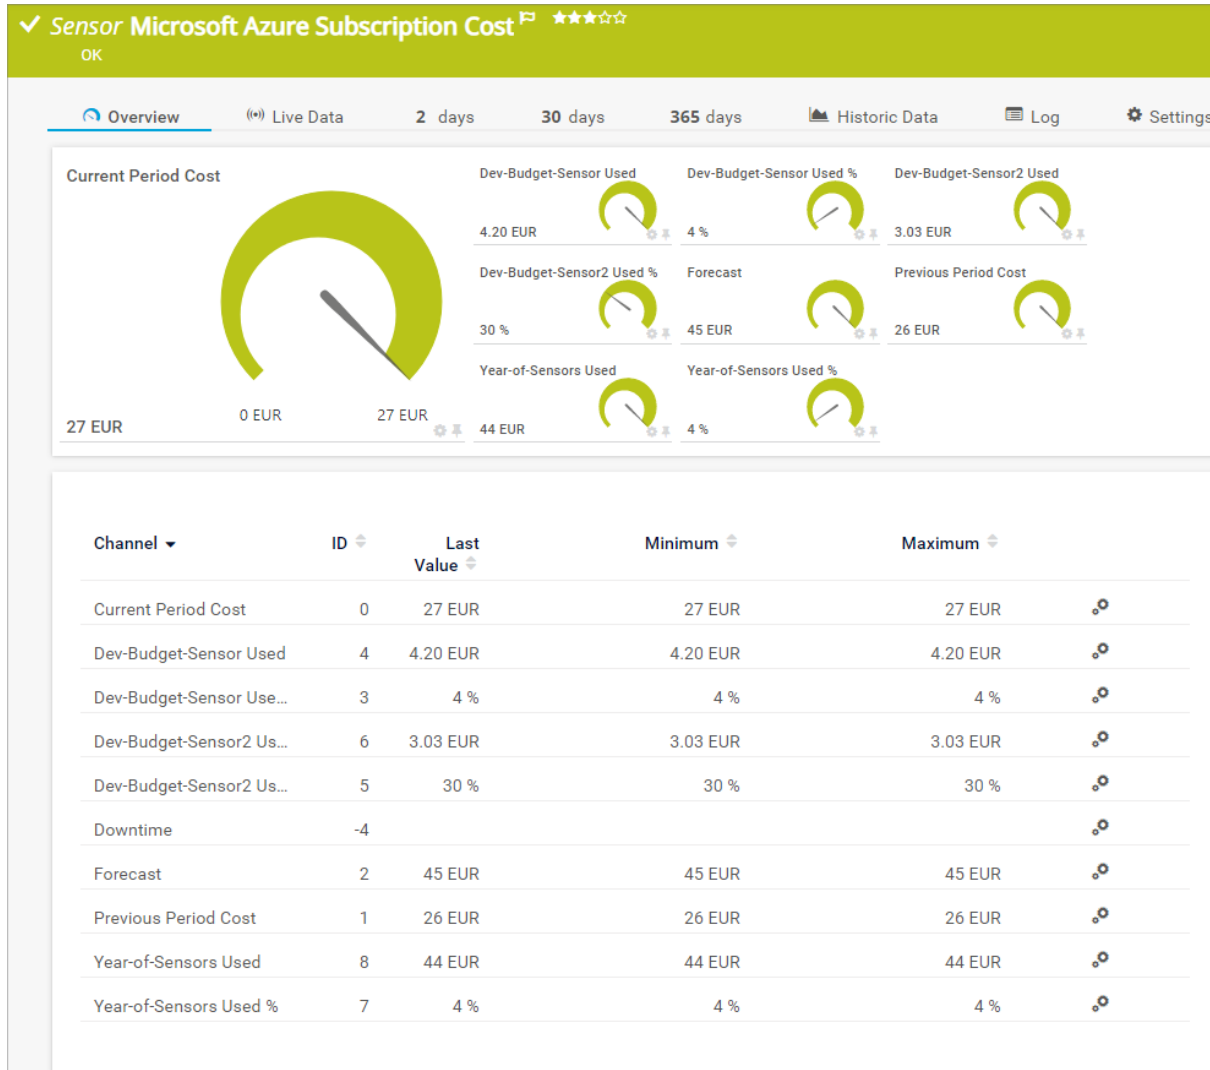 Sensor Microsoft Azure Subscription Cost
OK
Overview
Live Data
2 days
30 days
365 days
Historic Data
Log
Settings
Current Period Cost
27 EUR
0 EUR
27 EUR
Dev-Budget-Sensor Used
4.20 EUR
Dev-Budget-Sensor Used %
4 %
Dev-Budget-Sensor2 Used
3.03 EUR
Dev-Budget-Sensor2 Used %
30 %
Forecast
45 EUR
Previous Period Cost
26 EUR
Year-of-Sensors Used
44 EUR
Year-of-Sensors Used %
4 %
Channel ID Last Value Minimum Maximum
Current Period Cost 0 27 EUR 27 EUR 27 EUR
Dev-Budget-Sensor Used 4 4.20 EUR 4.20 EUR 4.20 EUR
Dev-Budget-Sensor Use... 3 4 % 4 % 4 %
Dev-Budget-Sensor2 Us... 6 3.03 EUR 3.03 EUR 3.03 EUR
Dev-Budget-Sensor2 Us... 5 30 % 30 % 30 %
Downtime -4
Forecast 2 45 EUR 45 EUR 45 EUR
Previous Period Cost 1 26 EUR 26 EUR 26 EUR
Year-of-Sensors Used 8 44 EUR 44 EUR 44 EUR
Year-of-Sensors Used % 7 4 % 4 % 4 %